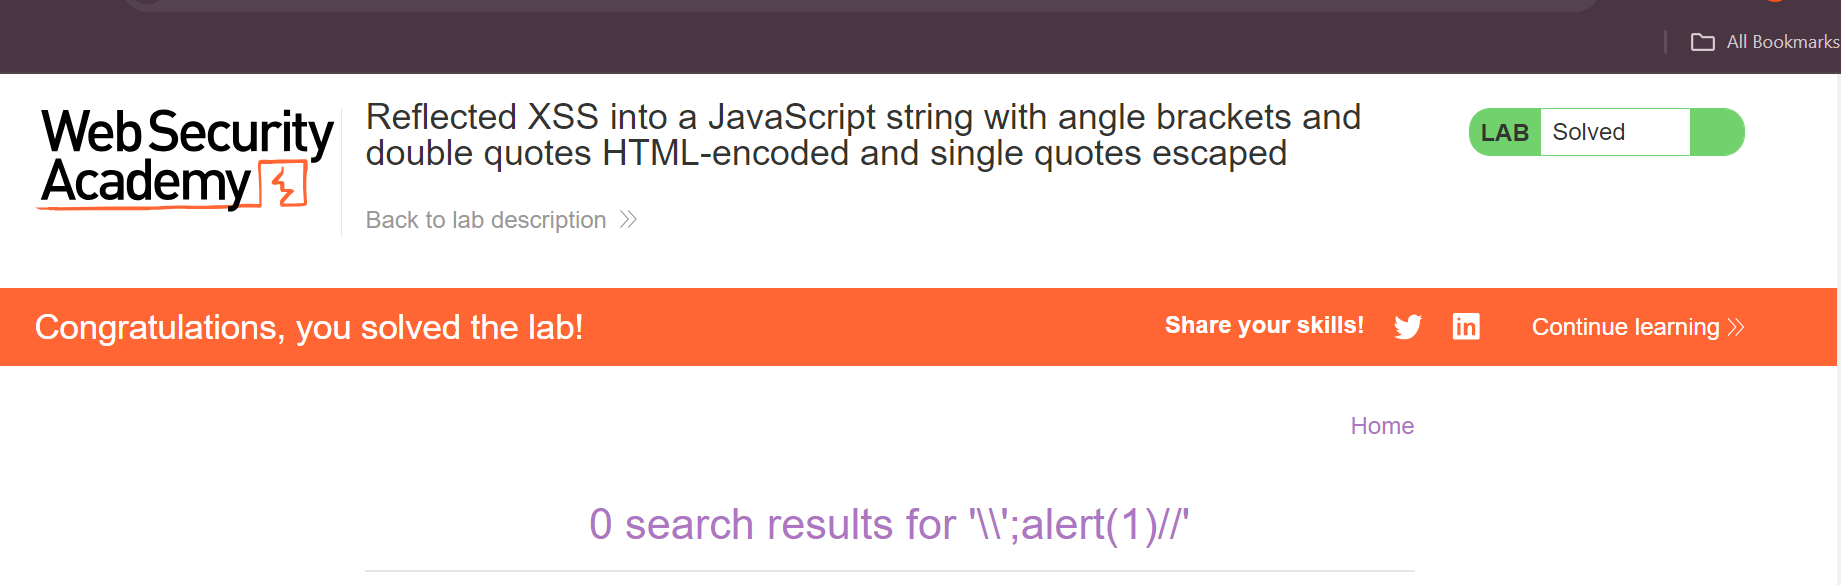 All Bookmarks
Web Security
Academy
Reflected XSS into a JavaScript string with angle brackets and
double quotes HTML-encoded and single quotes escaped
LAB Solved
Back to lab description
Congratulations, you solved the lab!
Share your skills!
Continue learning
Home
0 search results for '\\';alert(1)//'